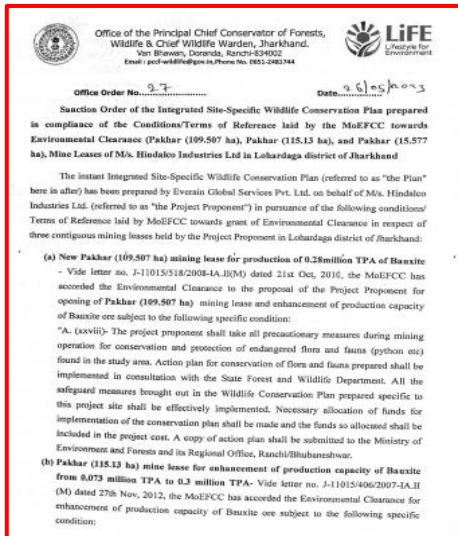 Office of the Principal Chief Conservator of Forests,
Wildlife & Chief Wildlife Warden, Jharkhand.
Van Bhawan, Doranda, Ranchi-834002
Email : pccf-wildlife@gov.in,Phone No. 0651-2481744
LiFE
Lifestyle for
Environment
Office Order No. 27
Date. 26/05/2023
Sanction Order of the Integrated Site-Specific Wildlife Conservation Plan prepared
in compliance of the Conditions/Terms of Reference laid by the MoEFCC towards
Environmental Clearance (Pakhar (109.507 ha), Pakhar (115.13 ha), and Pakhar (15.577
ha), Mine Leases of M/s. Hindalco Industries Ltd in Lohardaga district of Jharkhand
The instant Integrated Site-Specific Wildlife Conservation Plan (referred to as "the Plan"
here in after) has been prepared by Everain Global Services Pvt. Ltd. on behalf of M/s. Hindalco
Industries Ltd. (referred to as "the Project Proponent") in pursuance of the following conditions/
Terms of Reference laid by MoEFCC towards grant of Environmental Clearance in respect of
three contiguous mining leases held by the Project Proponent in Lohardaga district of Jharkhand:
(a) New Pakhar (109.507 ha) mining lease for production of 0.28million TPA of Bauxite
- Vide letter no. J-11015/518/2008-IA.II(M) dated 21st Oct, 2010, the MoEFCC has
accorded the Environmental Clearance to the proposal of the Project Proponent for
opening of Pakhar (109.507 ha) mining lease and enhancement of production capacity
of Bauxite ore subject to the following specific condition:
"A. (xxviii)- The project proponent shall take all precautionary measures during mining
operation for conservation and protection of endangered flora and fauna (python etc)
found in the study area. Action plan for conservation of flora and fauna prepared shall be
implemented in consultation with the State Forest and Wildlife Department. All the
safeguard measures brought out in the Wildlife Conservation Plan prepared specific to
this project site shall be effectively implemented. Necessary allocation of funds for
implementation of the conservation plan shall be made and the funds so allocated shall be
included in the project cost. A copy of action plan shall be submitted to the Ministry of
Environment and Forests and its Regional Office, Ranchi/Bhubaneshwar.
(b) Pakhar (115.13 ha) mine lease for enhancement of production capacity of Bauxite
from 0.073 million TPA to 0.3 million TPA- Vide letter no. J-11015/406/2007-IA.II
(M) dated 27th Nov, 2012, the MoEFCC has accorded the Environmental Clearance for
enhancement of production capacity of Bauxite ore subject to the following specific
condition: